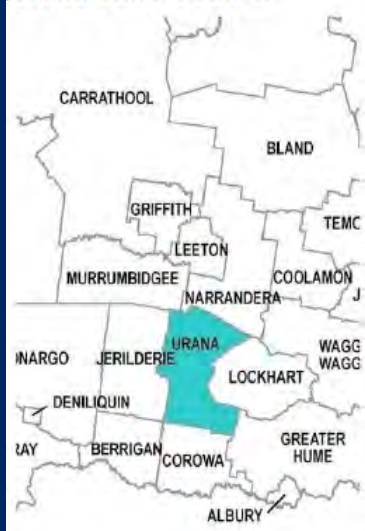 CARRATHOOL
BLAND
GRIFFITH
TEMC
LEETON
MURRUMBIDGEE
COOLAMON
J
NARRANDERA
URANA
WAGG
WAGG
ONARGO
JERILDERIE
LOCKHART
DENILIQUIN
GREATER
HUME
RAY
BERRIGAN
COROWA
ALBURY